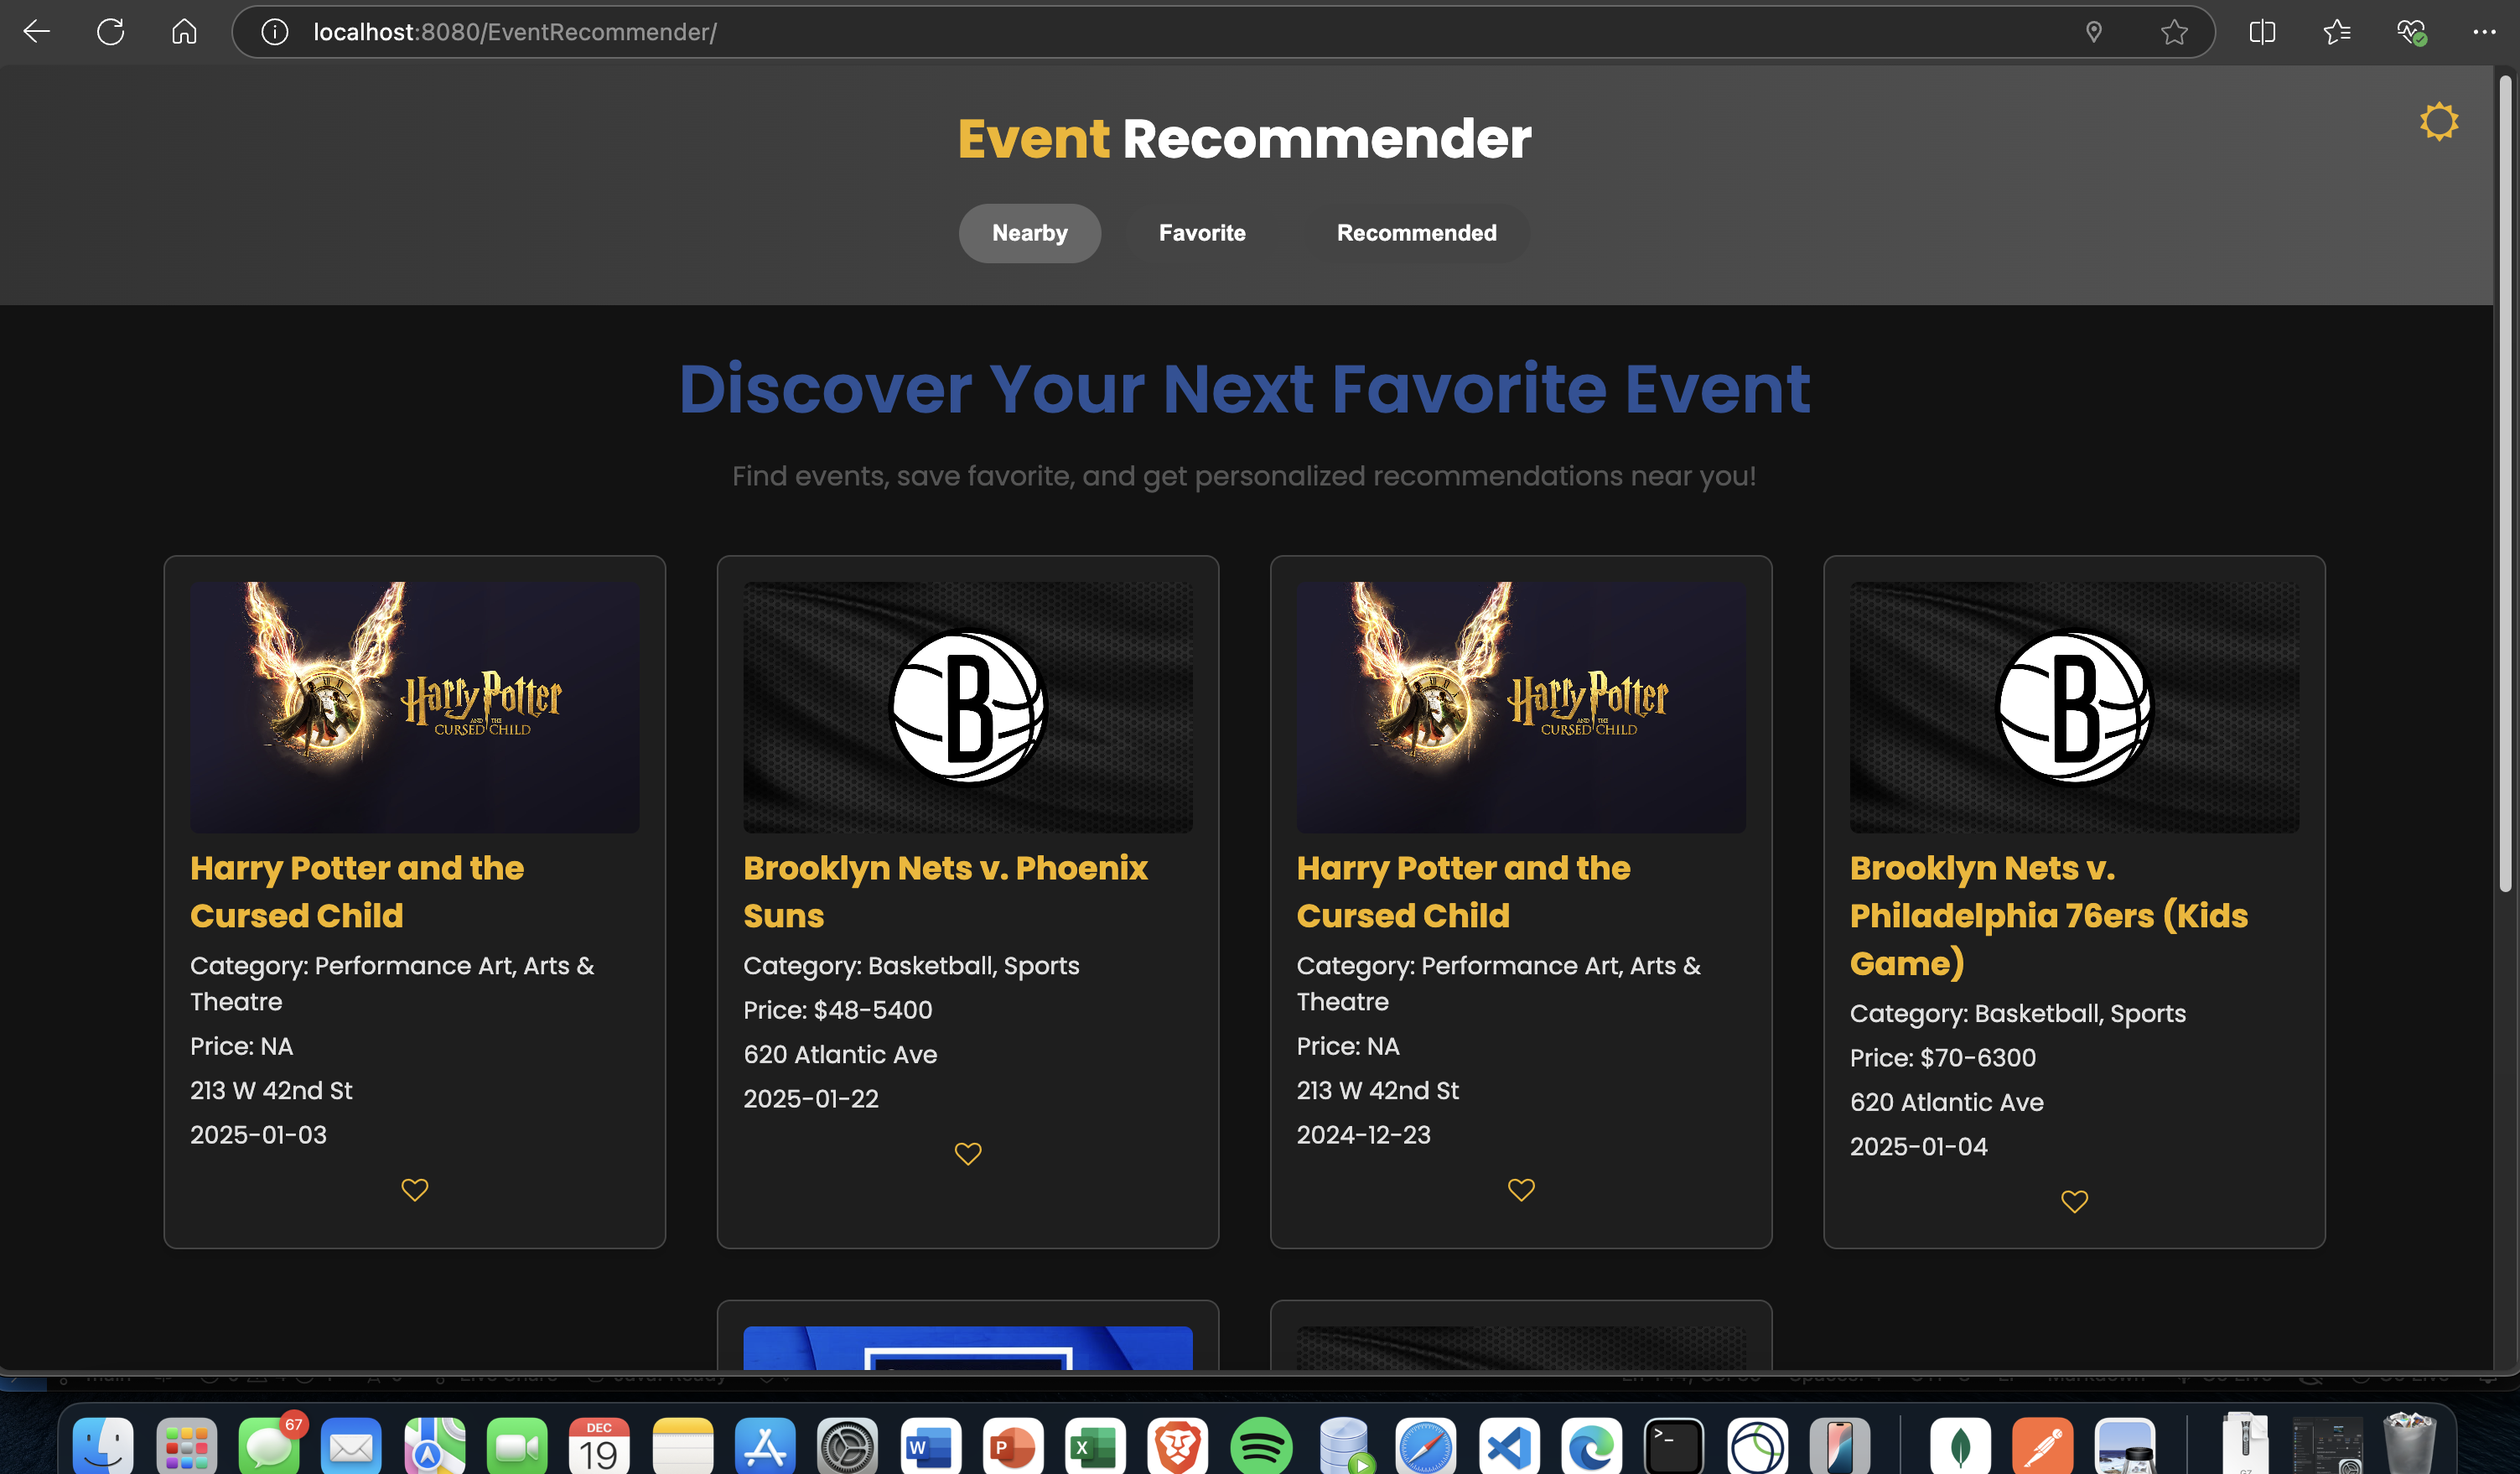 localhost:8080/EventRecommender/
Event Recommender
Nearby
Favorite
Recommended
Discover Your Next Favorite Event
Find events, save favorite, and get personalized recommendations near you!
Harry Potter
AND THE
CURSED CHILD
Harry Potter and the
Cursed Child
Category: Performance Art, Arts &
Theatre
Price: NA
213 W 42nd St
2025-01-03
B
Brooklyn Nets v. Phoenix
Suns
Category: Basketball, Sports
Price: $48-5400
620 Atlantic Ave
2025-01-22
Harry Potter
AND THE
CURSED CHILD
Harry Potter and the
Cursed Child
Category: Performance Art, Arts &
Theatre
Price: NA
213 W 42nd St
2024-12-23
B
Brooklyn Nets v.
Philadelphia 76ers (Kids
Game)
Category: Basketball, Sports
Price: $70-6300
620 Atlantic Ave
2025-01-04
67
DEC
19
W
P
X
>_